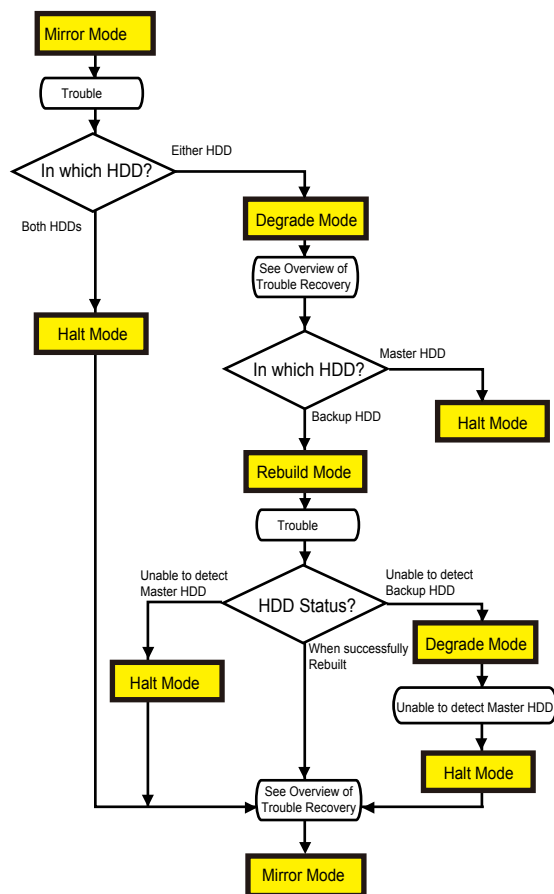 Mirror Mode
Trouble
In which HDD?
Either HDD
Both HDDs
Degrade Mode
See Overview of
Trouble Recovery
Halt Mode
In which HDD?
Master HDD
Backup HDD
Halt Mode
Rebuild Mode
Trouble
Unable to detect
Master HDD
HDD Status?
Unable to detect
Backup HDD
When successfully
Rebuilt
Degrade Mode
Halt Mode
Unable to detect Master HDD
Halt Mode
See Overview of
Trouble Recovery
Mirror Mode